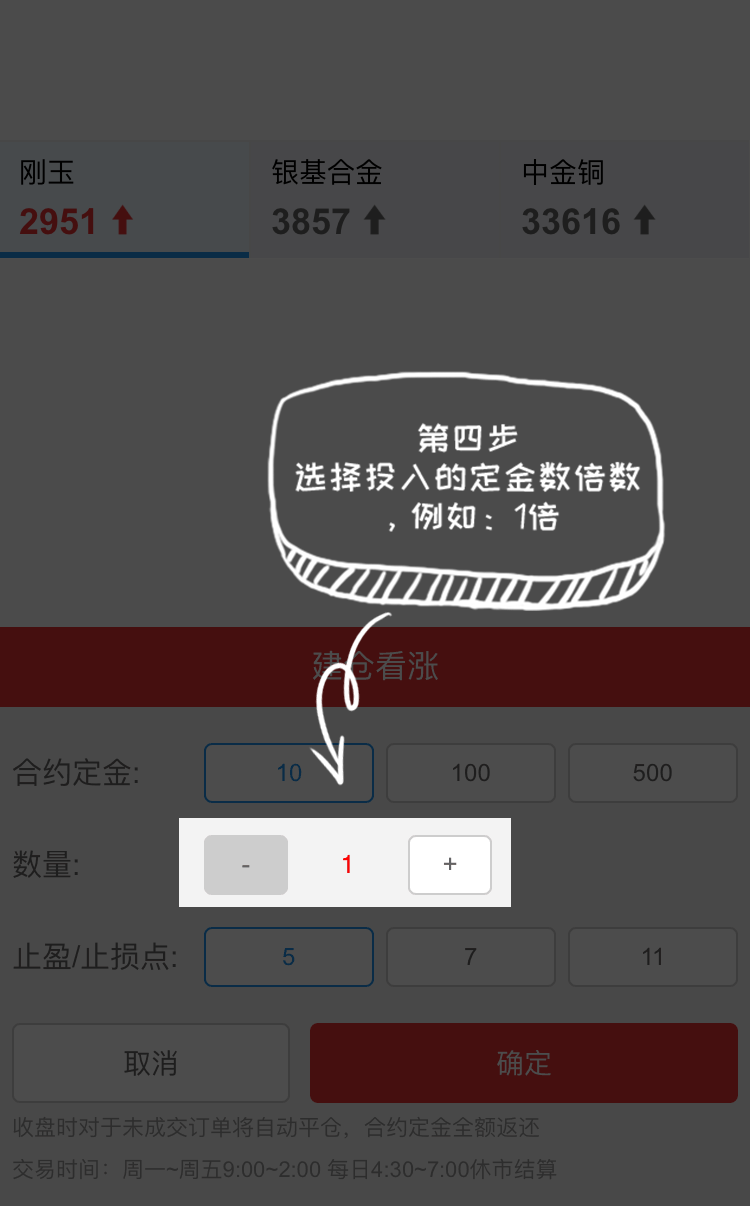 刚玉 银基合金 中金铜
2951 3857 33616
第四步
选择投入的定金数倍数
，例如：1倍
建仓看涨
合约定金: 10 100 500
数量: - 1 +
止盈/止损点: 5 7 11
取消 确定
收盘时对于未成交订单将自动平仓，合约定金全额返还
交易时间：周一~周五9:00~2:00 每日4:30~7:00休市结算